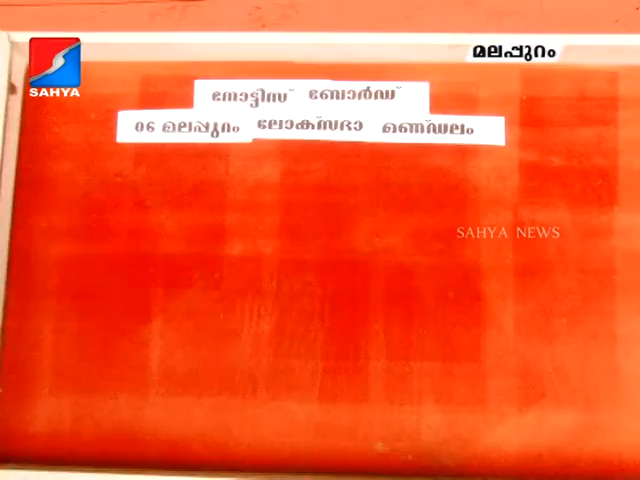 മലപ്പുറം
SAHYA
നോട്ടീസ് ബോർഡ്
06 മലപ്പുറം ലോക്സഭാ മണ്ഡലം
SAHYA NEWS